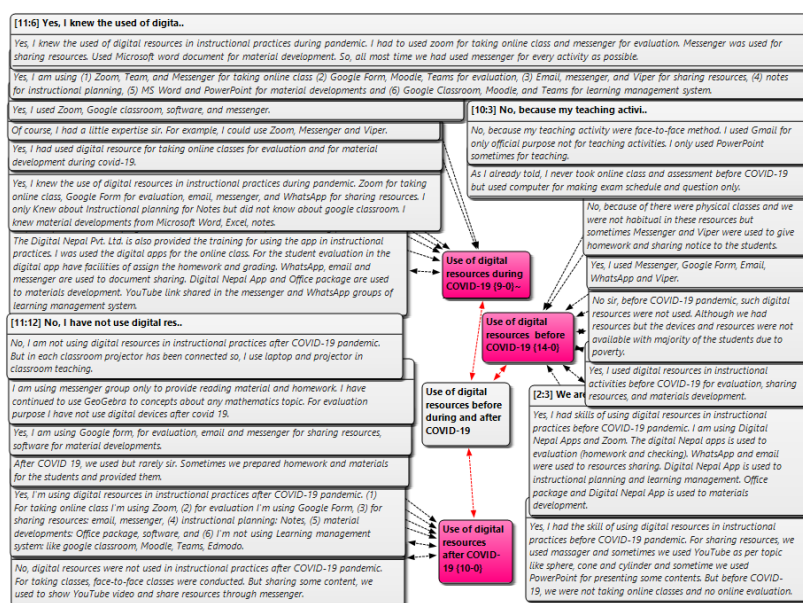 [11:6] Yes, I knew the used of digita..
Yes, I knew the used of digital resources in instructional practices during pandemic. I had to used zoom for taking online class and messenger for evaluation. Messenger was used for
sharing resources. Used Microsoft word document for material development. So, all most time we had used messenger for every activity as possible.
Yes, I am using (1) Zoom, Team, and Messenger for taking online class (2) Google Form, Moodle, Teams for evaluation, (3) Email, messenger, and Viper for sharing resources, (4) notes
for instructional planning, (5) MS Word and PowerPoint for material developments and (6) Google Classroom, Moodle, and Teams for learning management system.
Yes, I used Zoom, Google classroom, software, and messenger.
Of course, I had a little expertise sir. For example, I could use Zoom, Messenger and Viper.
Yes, I had used digital resource for taking online classes for evaluation and for material
development during covid-19.
Yes, I knew the use of digital resources in instructional practices during pandemic. Zoom for taking
online class, Google Form for evaluation, email, messenger, and WhatsApp for sharing resources. I
only Knew about Instructional planning for Notes but did not know about google classroom. I
knew material developments from Microsoft Word, Excel, notes.
The Digital Nepal Pvt. Ltd. is also provided the training for using the app in instructional
practices. I was used the digital apps for the online class. For the student evaluation in the
digital app have facilities of assign the homework and grading. WhatsApp, email and
messenger are used to document sharing. Digital Nepal App and Office package are used
to materials development. YouTube link shared in the messenger and WhatsApp groups of
learning management system.
[11:12] No, I have not use digital res..
No, I am not using digital resources in instructional practices after COVID-19 pandemic.
But in each classroom projector has been connected so, I use laptop and projector in
classroom teaching.
I am using messenger group only to provide reading material and homework. I have
continued to use GeoGebra to concepts about any mathematics topic. For evaluation
purpose I have not use digital devices after covid 19.
Yes, I am using Google form, for evaluation, email and messenger for sharing resources,
software for material developments.
After COVID 19, we used but rarely sir. Sometimes we prepared homework and materials
for the students and provided them.
Yes, I'm using digital resources in instructional practices after COVID-19 pandemic. (1)
For taking online class I'm using Zoom, (2) for evaluation I'm using Google Form, (3) for
sharing resources: email, messenger, (4) instructional planning: Notes, (5) material
developments: Office package, software, and (6) I'm not using Learning management
system: like google classroom, Moodle, Teams, Edmodo.
No, digital resources were not used in instructional practices after COVID-19 pandemic.
For taking classes, face-to-face classes were conducted. But sharing some content, we
used to show YouTube video and share resources through messenger.
Use of digital
resources during
COVID-19 (9-0)~
Use of digital
resources before
COVID-19 (14-0)
Use of digital
resources before
during and after
COVID-19
Use of digital
resources
after COVID-
19 (10-0)
[10:3] No, because my teaching activi..
No, because my teaching activity were face-to-face method. I used Gmail for
only official purpose not for teaching activities. I only used PowerPoint
sometimes for teaching.
As I already told, I never took online class and assessment before COVID-19
but used computer for making exam schedule and question only.
No, because of there were physical classes and we
were not habitual in these resources but
sometimes Messenger and Viper were used to give
homework and sharing notice to the students.
Yes, I used Messenger, Google Form, Email,
WhatsApp and Viper.
No sir, before COVID-19 pandemic, such digital
resources were not used. Although we had
resources but the devices and resources were not
available with majority of the students due to
poverty.
Yes, I used digital resources in instructional
activities before COVID-19 for evaluation, sharing
resources, and materials development.
[2:3] We are
Yes, I had skills of using digital resources in instructional
practices before COVID-19 pandemic. I am using Digital
Nepal Apps and Zoom. The digital Nepal apps is used to
evaluation (homework and checking). WhatsApp and
email were used to resources sharing. Digital Nepal App is used to
instructional planning and learning management. Office
package and Digital Nepal App is used to materials
development.
Yes, I had the skill of using digital resources in instructional
practices before COVID-19 pandemic. For sharing resources, we
used massager and sometimes we used YouTube as per topic
like sphere, cone and cylinder and sometime we used
PowerPoint for presenting some contents. But before COVID-
19, we were not taking online classes and no online evaluation.